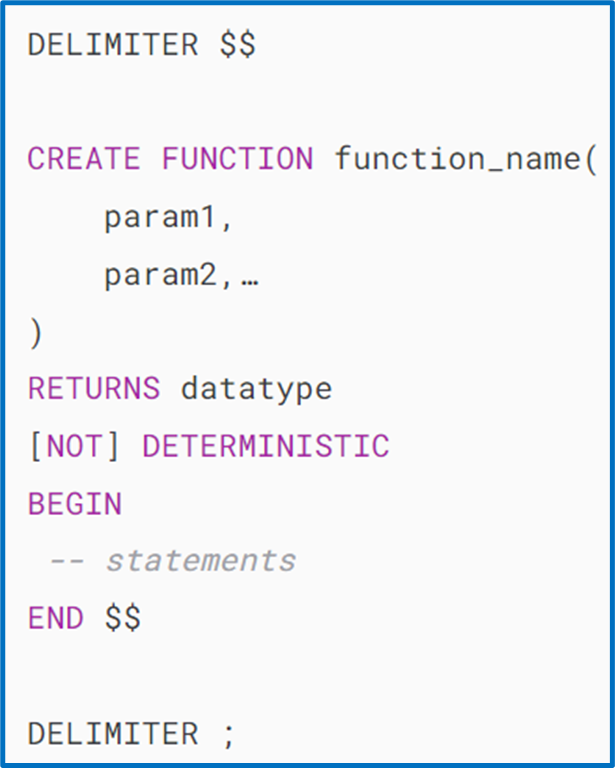 DELIMITER $$
CREATE FUNCTION function_name(
param1,
param2,…
)
RETURNS datatype
[NOT] DETERMINISTIC
BEGIN
-- statements
END $$
DELIMITER ;